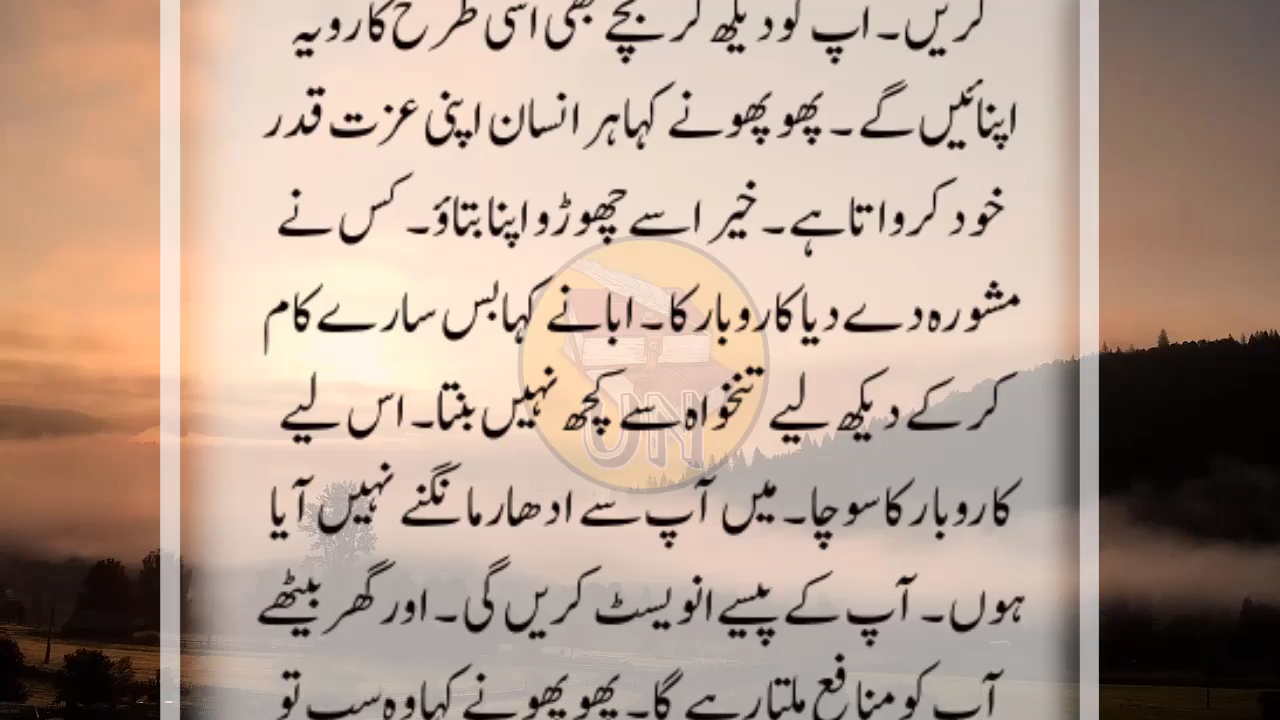 کریں۔ آپ کو دیکھ کر بچے بھی اسی طرح کا رویہ
اپنائیں گے۔ پھوپھو نے کہا ہر انسان اپنی عزت قدر
خود کرواتا ہے۔ خیر اسے چھوڑو اپنا بتاؤ۔ کس نے
مشورہ دے دیا کاروبار کا۔ ابا نے کہا بس سارے کام
کر کے دیکھ لیے تنخواہ سے کچھ نہیں بنتا۔ اس لیے
کاروبار کا سوچا۔ میں آپ سے ادھار مانگنے نہیں آیا
ہوں۔ آپ کے پیسے انویسٹ کریں گی۔ اور گھر بیٹھے
آپ کو منافع ملتا رہے گا۔ پھوپھو نے کہا وہ سب تو
UN